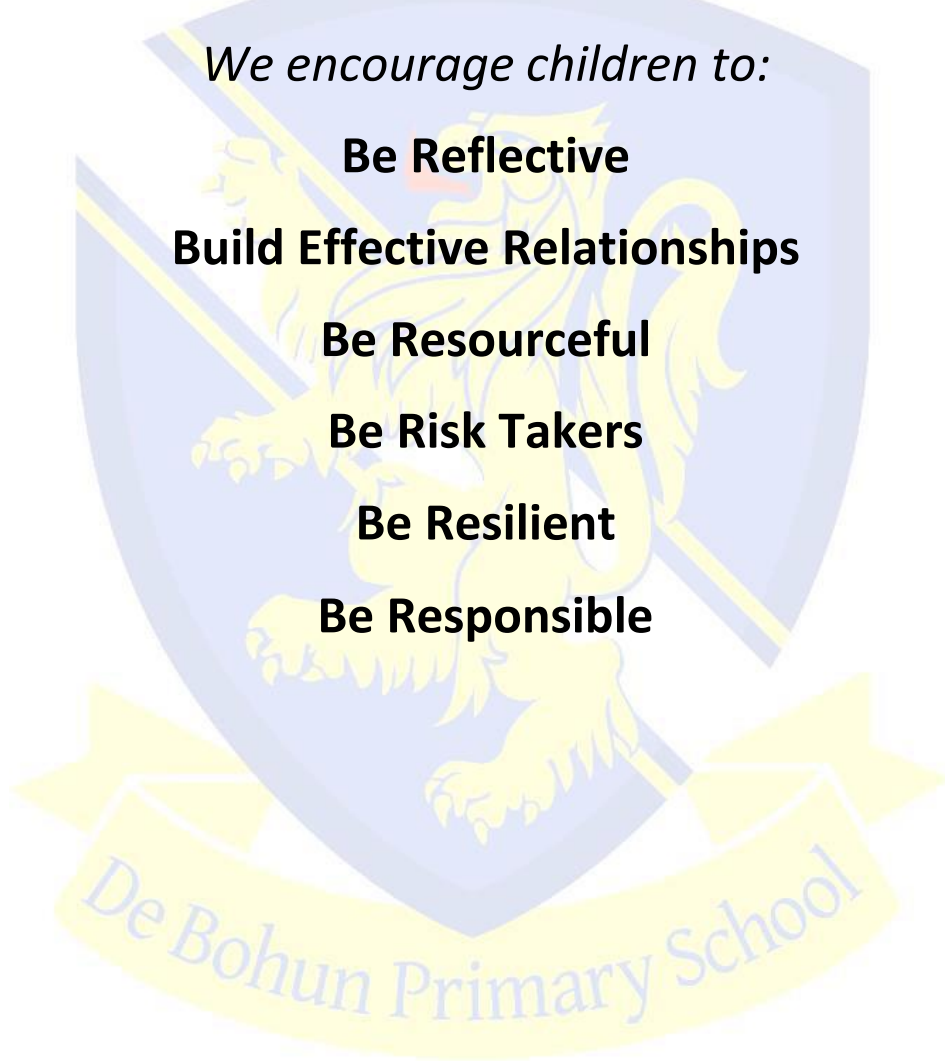 We encourage children to:
Be Reflective
Build Effective Relationships
Be Resourceful
Be Risk Takers
Be Resilient
Be Responsible
De Bohun Primary School